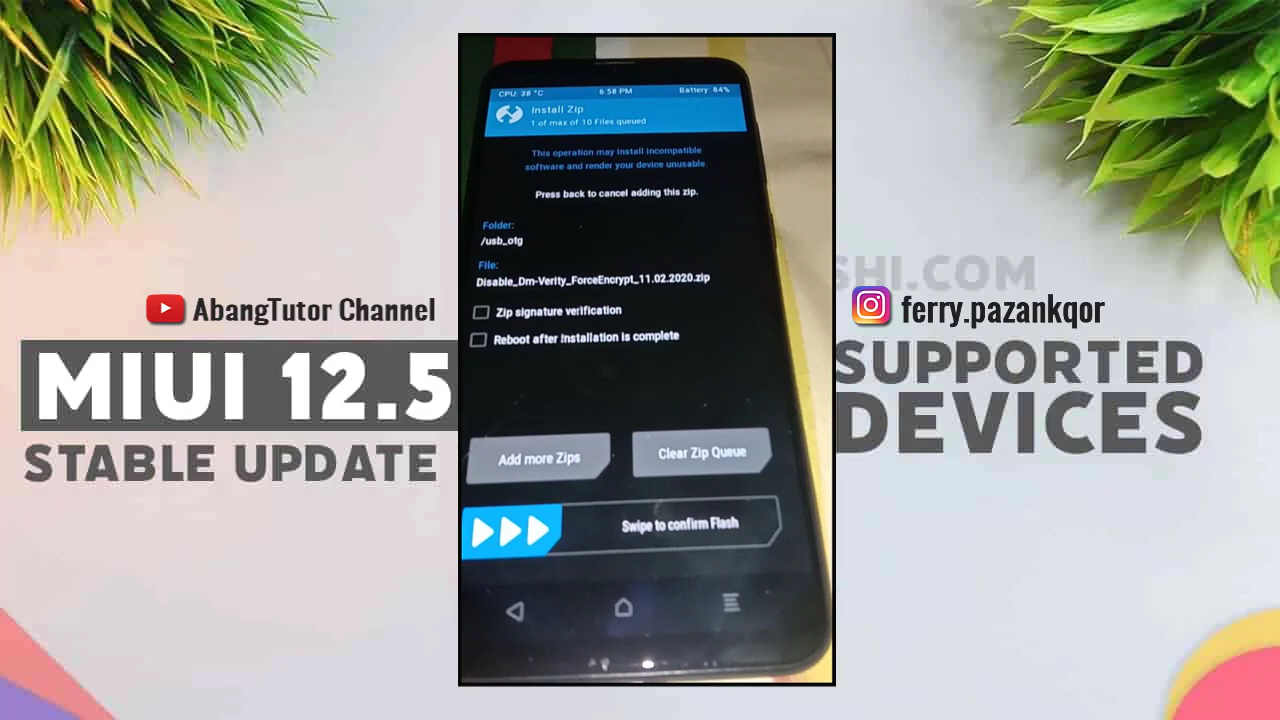 CPU: 38 °C
6:58 PM
Battery: 84%
Install Zip
1 of max of 10 Files queued
This operation may install incompatible
software and render your device unusable.
Press back to cancel adding this zip.
Folder:
/usb_otg
File:
Disable_Dm-Verity_ForceEncrypt_11.02.2020.zip
Zip signature verification
Reboot after installation is complete
Add more Zips
Clear Zip Queue
Swipe to confirm Flash
AbangTutor Channel
MIUI 12.5
STABLE UPDATE
SHI.COM
ferry.pazankqor
SUPPORTED
DEVICES